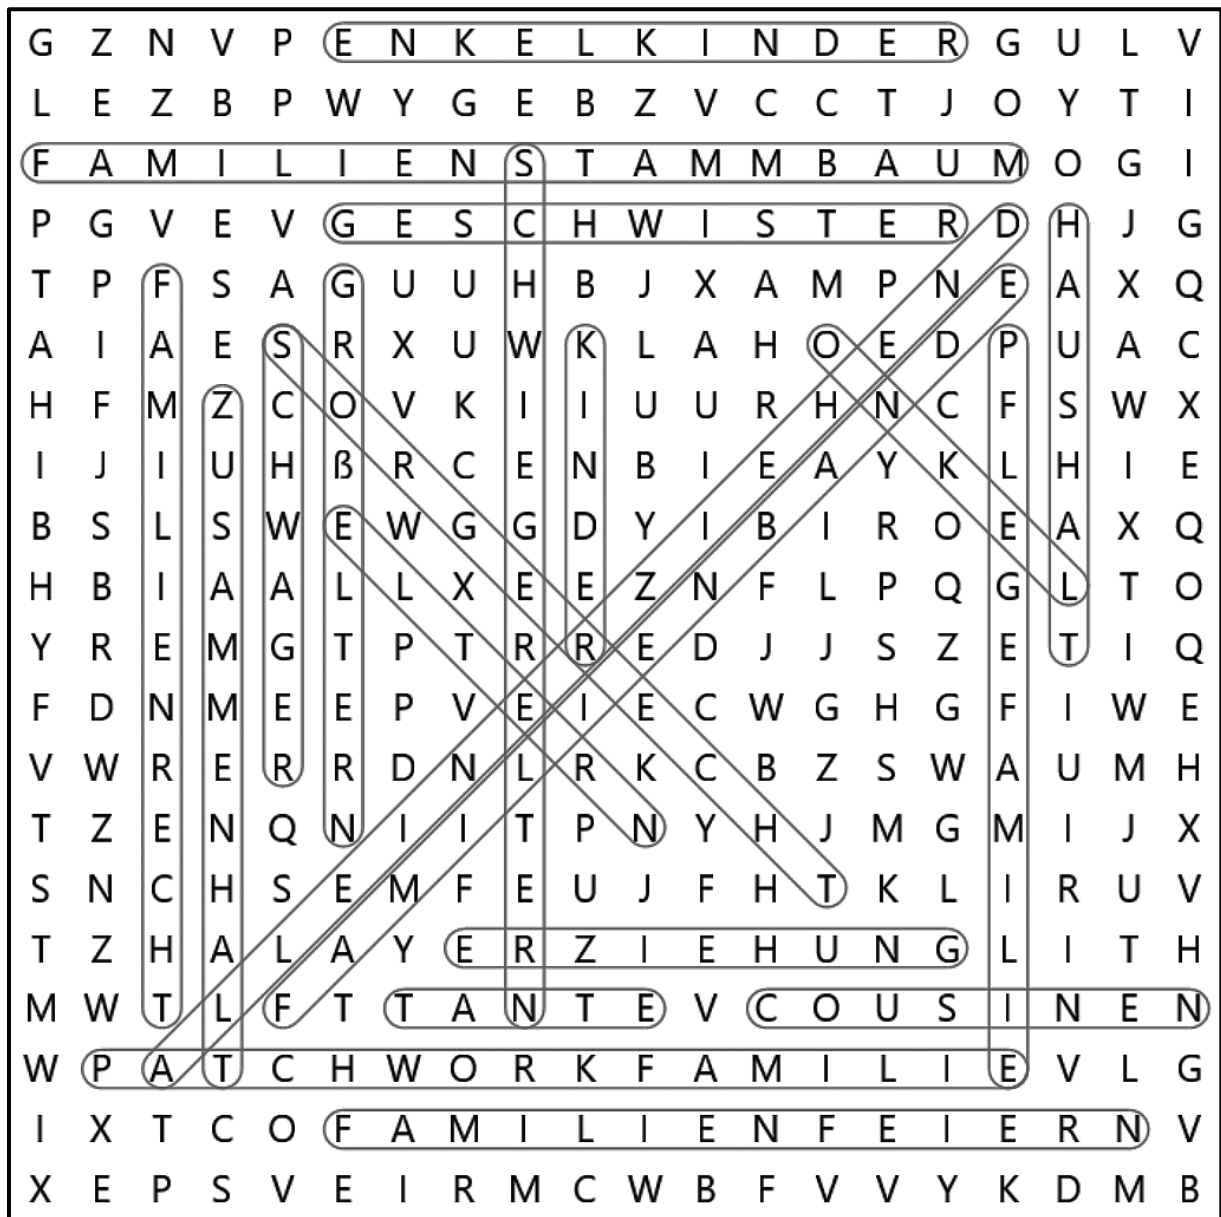 G Z N V P E N K E L K I N D E R G U L V
L E Z B P W Y G E B Z V C C T J O Y T I
F A M I L I E N S T A M M B A U M O G I
P G V E V G E S C H W I S T E R D H J G
T P F S A G U U H B J X A M P N E A X Q
A I A E S R X U W K L A H O E D P U A C
H F M Z C O V K I I U U R H N C F S W X
I J I U H ß R C E N B I E A Y K L H I E
B S L S W E W G G D Y I B I R O E A X Q
H B I A A L L X E E Z N F L P Q G L T O
Y R E M G T P T R R E D J J S Z E T I Q
F D N M E E P V E I E C W G H G F I W E
V W R E R R D N L R K C B Z S W A U M H
T Z E N Q N I I T P N Y H J M G M I J X
S N C H S E M F E U J F H T K L I R U V
T Z H A L A Y E R Z I E H U N G L I T H
M W T L F T T A N T E V C O U S I N E N
W P A T C H W O R K F A M I L I E V L G
I X T C O F A M I L I E N F E I E R N V
X E P S V E I R M C W B F V V Y K D M B